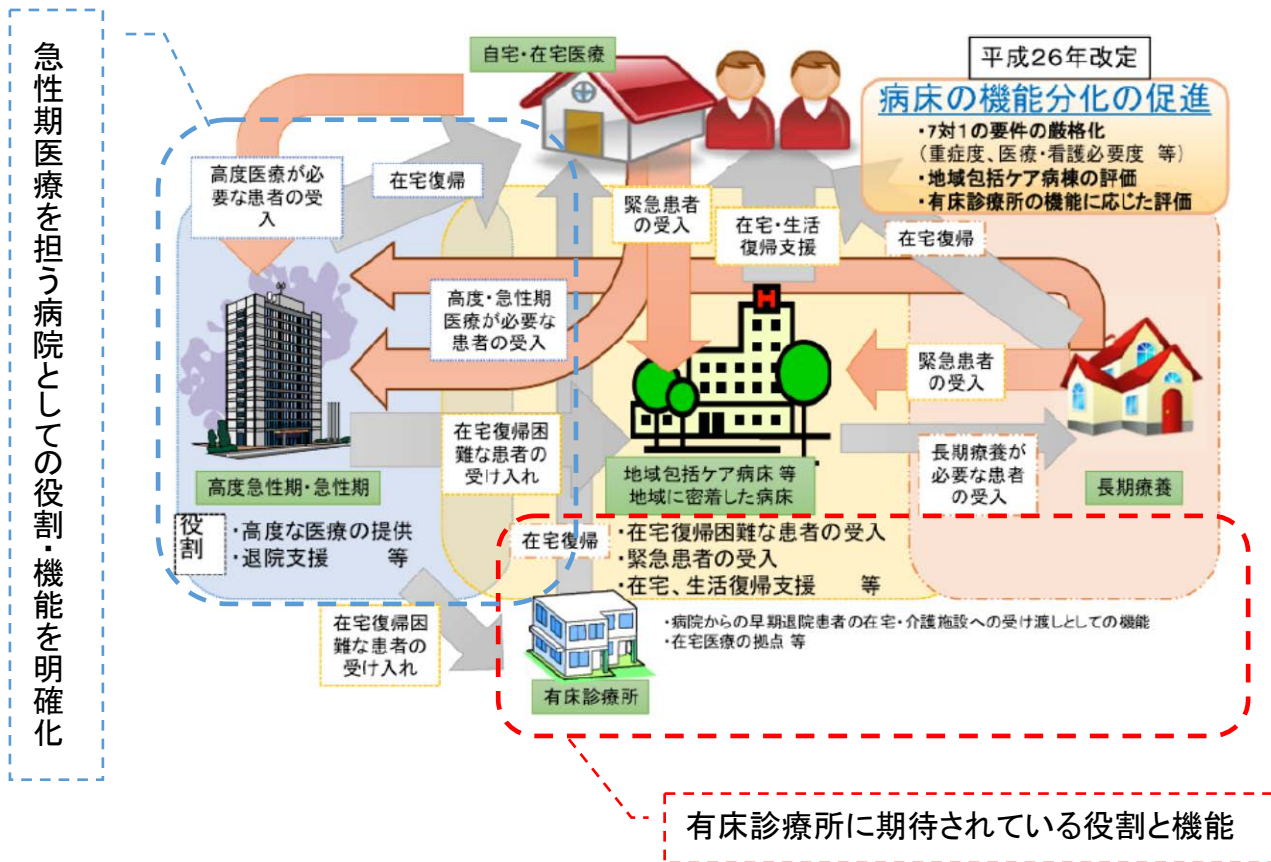 急性期医療を担う病院としての役割・機能を明確化
自宅・在宅医療
平成26年改定
病床の機能分化の促進
・7対1の要件の厳格化
(重症度、医療・看護必要度 等)
・地域包括ケア病棟の評価
・有床診療所の機能に応じた評価
高度医療が必
要な患者の受
入
在宅復帰
緊急患者
の受入
在宅・生活
復帰支援
在宅復帰
高度・急性期
医療が必要な
患者の受入
緊急患者
の受入
在宅復帰困
難な患者の
受け入れ
長期療養が
必要な患者
の受入
高度急性期・急性期
地域包括ケア病床 等
地域に密着した病床
H
長期療養
役
割
・高度な医療の提供
・退院支援 等
在宅復帰
・在宅復帰困難な患者の受入
・緊急患者の受入
・在宅、生活復帰支援 等
在宅復帰困
難な患者の
受け入れ
・病院からの早期退院患者の在宅・介護施設への受け渡しとしての機能
・在宅医療の拠点 等
有床診療所
有床診療所に期待されている役割と機能